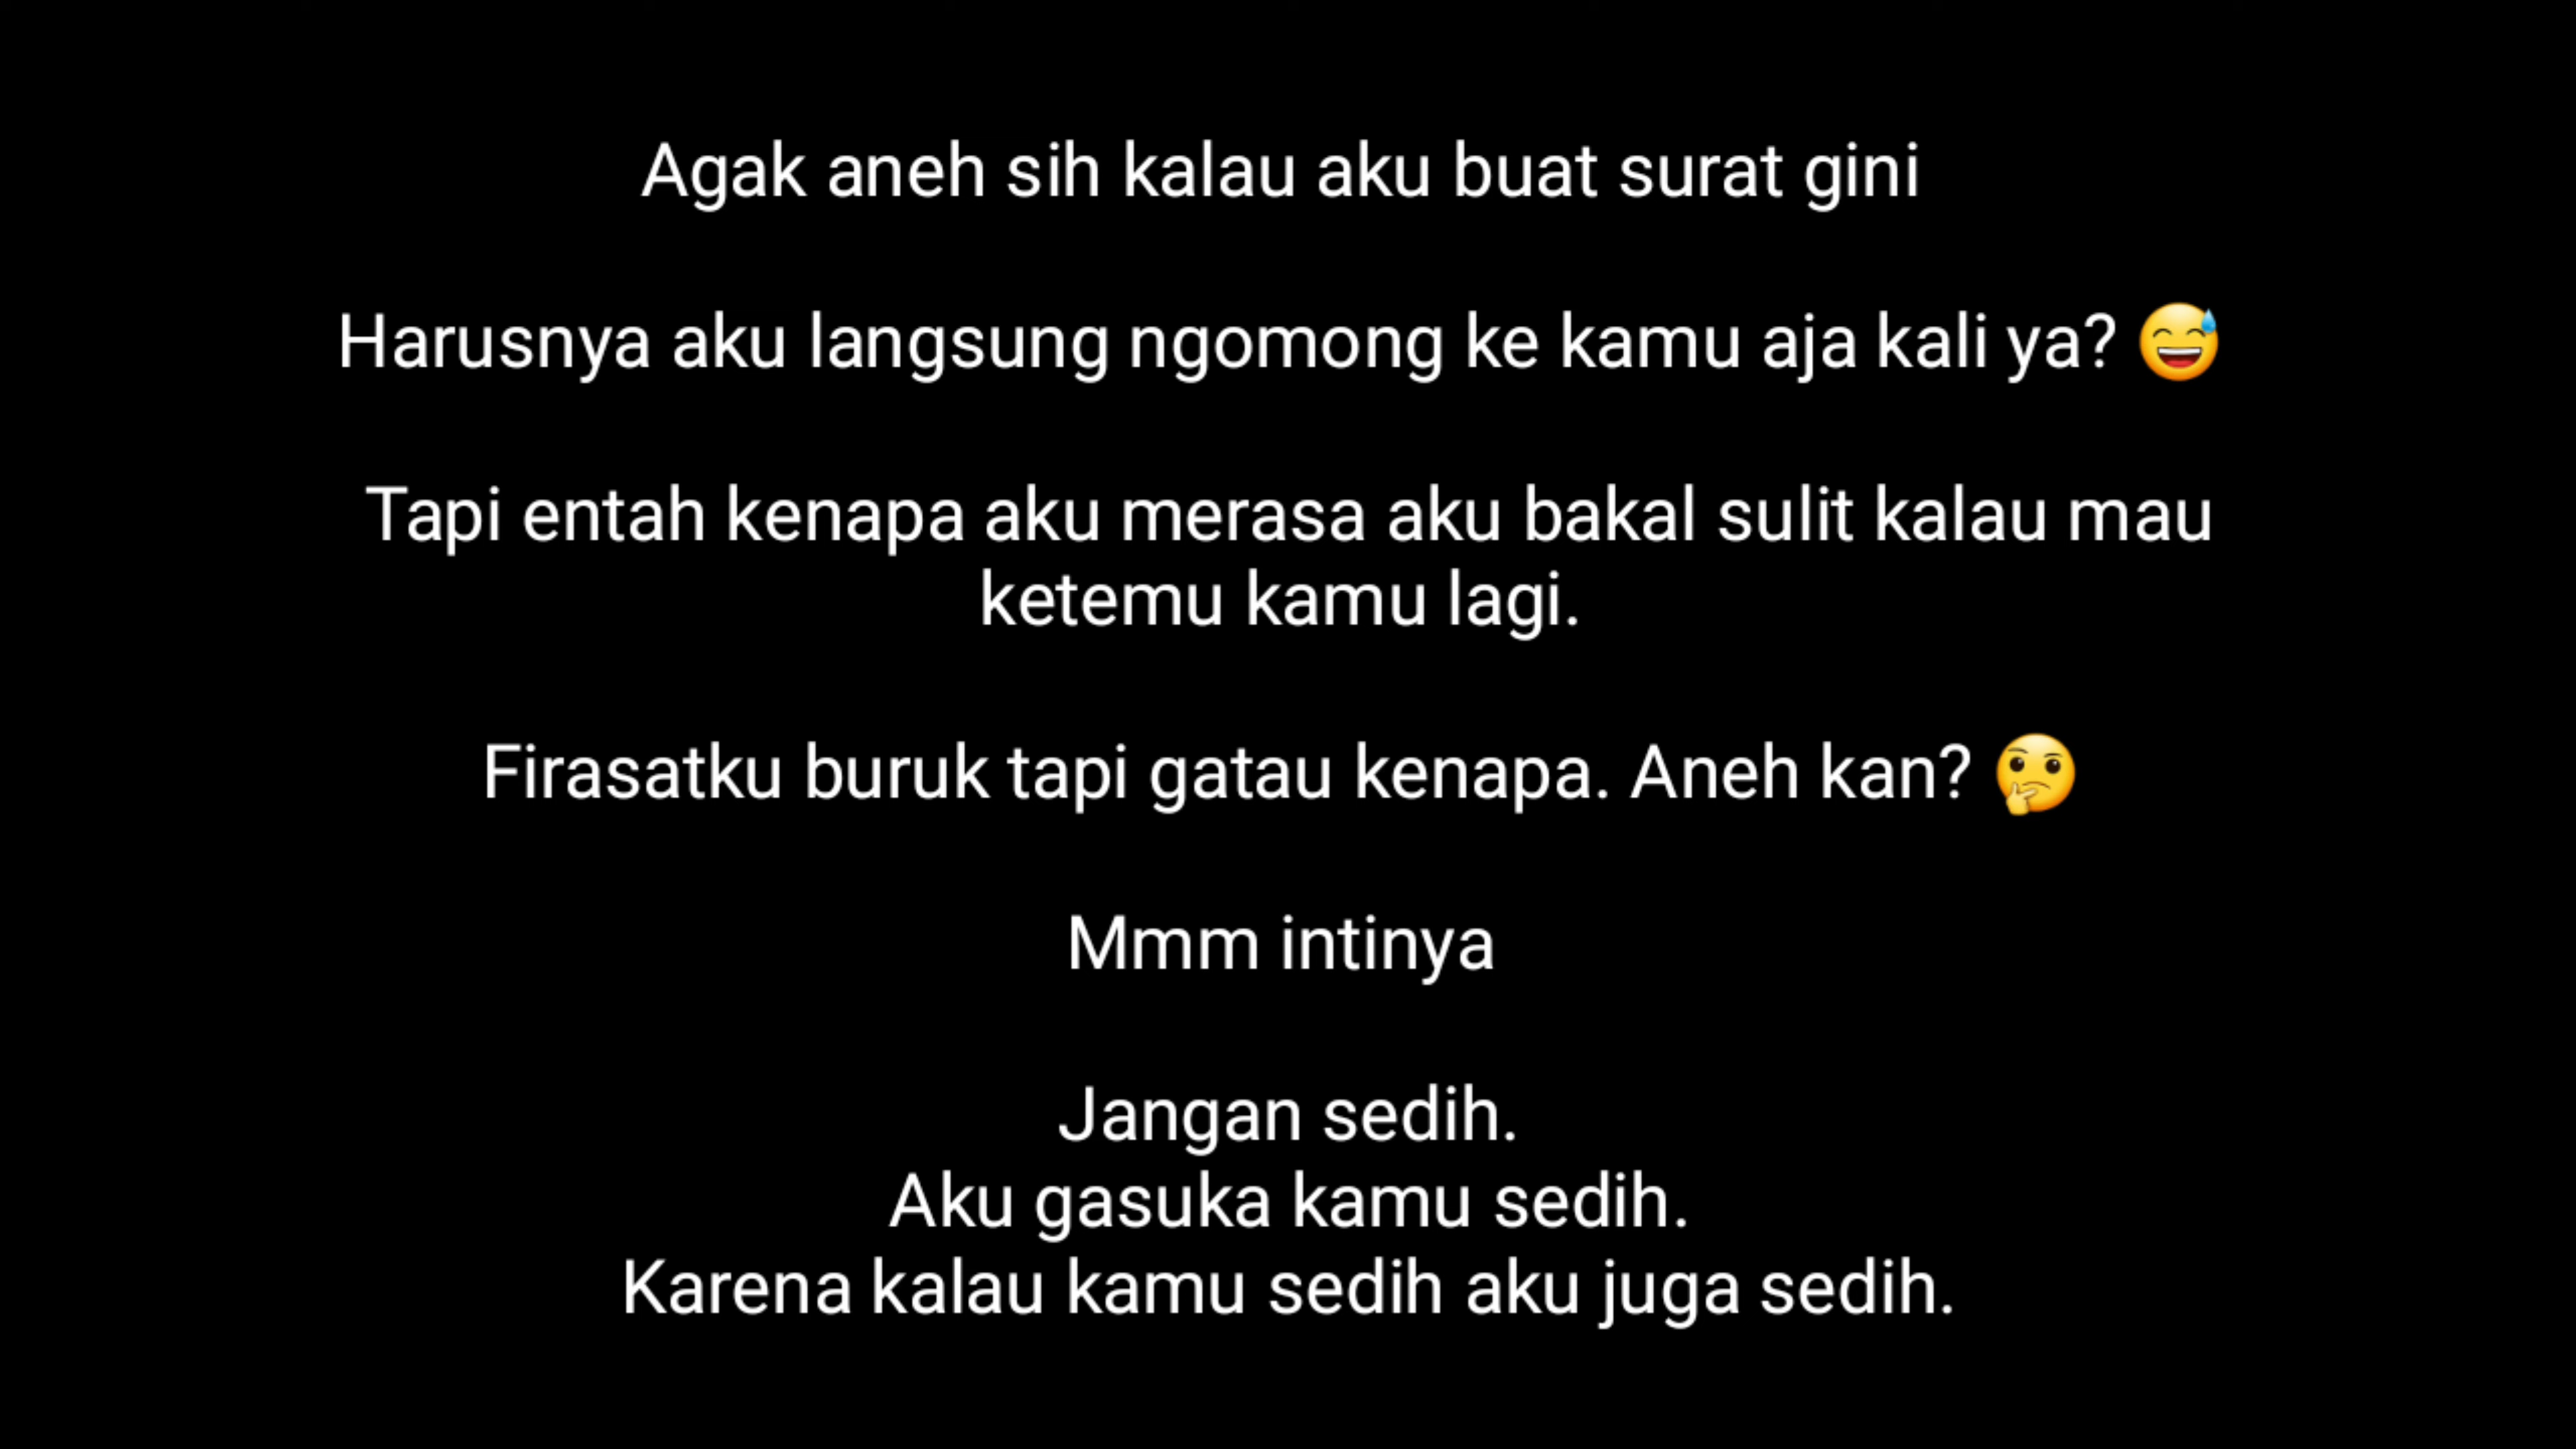 Agak aneh sih kalau aku buat surat gini
Harusnya aku langsung ngomong ke kamu aja kali ya? 😅
Tapi entah kenapa aku merasa aku bakal sulit kalau mau
ketemu kamu lagi.
Firasatku buruk tapi gatau kenapa. Aneh kan? 🤔
Mmm intinya
Jangan sedih.
Aku gasuka kamu sedih.
Karena kalau kamu sedih aku juga sedih.